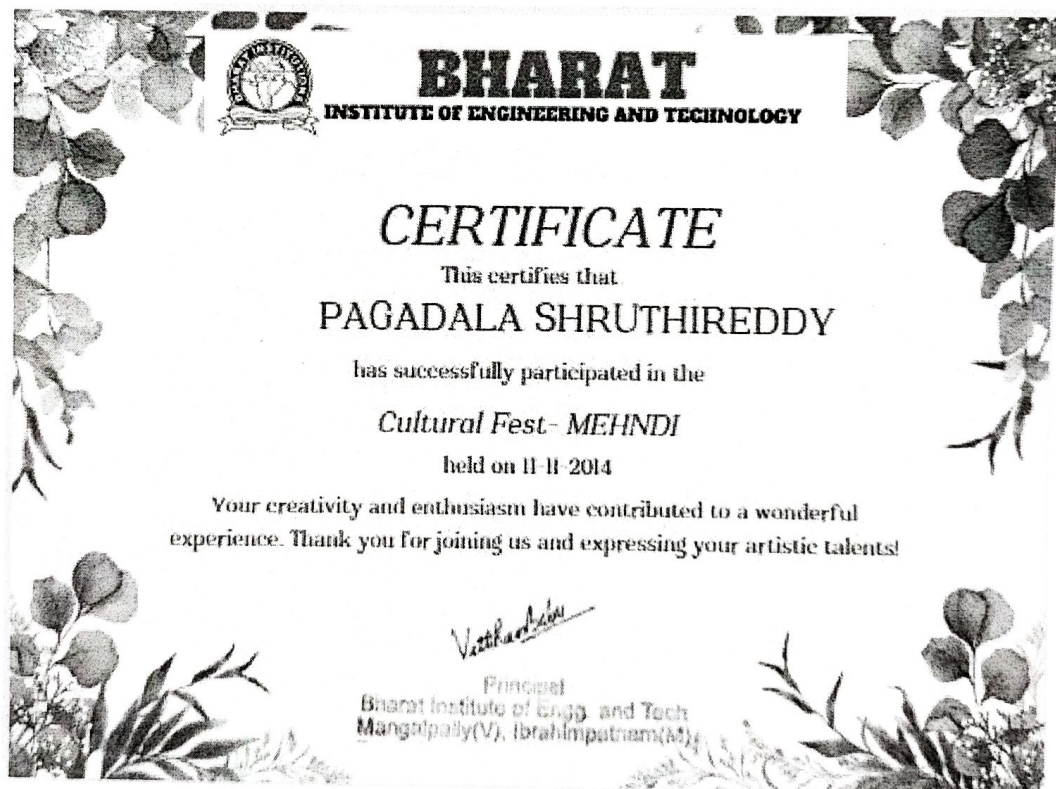 BHARAT INSTITUTIONS
BHARAT
INSTITUTE OF ENGINEERING AND TECHNOLOGY
CERTIFICATE
This certifies that
PAGADALA SHRUTHIREDDY
has successfully participated in the
Cultural Fest- MEHNDI
held on 11-11-2014
Your creativity and enthusiasm have contributed to a wonderful
experience. Thank you for joining us and expressing your artistic talents!
Principal
Bharat Institute of Engg. and Tech
Mangalpally(V), Ibrahimpatnam(M)